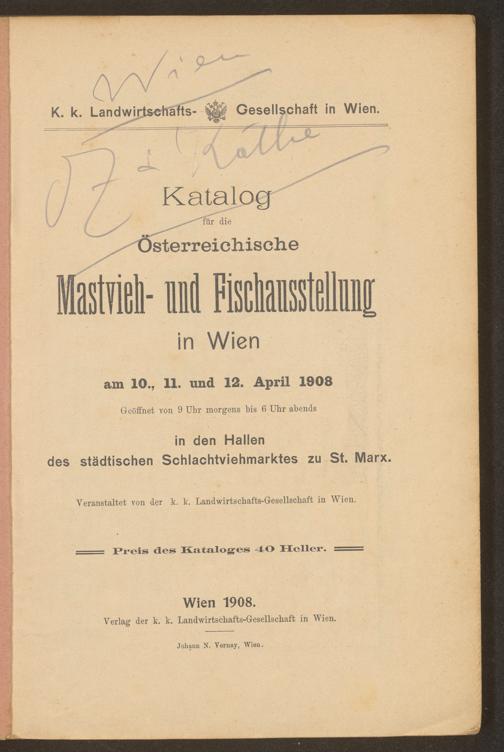 Wien
K. k. Landwirtschafts- Gesellschaft in Wien.
Käthe
Katalog
für die
Österreichische
Mastvieh- und Fischausstellung
in Wien
am 10., 11. und 12. April 1908
Geöffnet von 9 Uhr morgens bis 6 Uhr abends
in den Hallen
des städtischen Schlachtviehmarktes zu St. Marx.
Veranstaltet von der k. k. Landwirtschafts-Gesellschaft in Wien.
Preis des Kataloges 40 Heller.
Wien 1908.
Verlag der k. k. Landwirtschafts-Gesellschaft in Wien.
Johann N. Vernay, Wien.